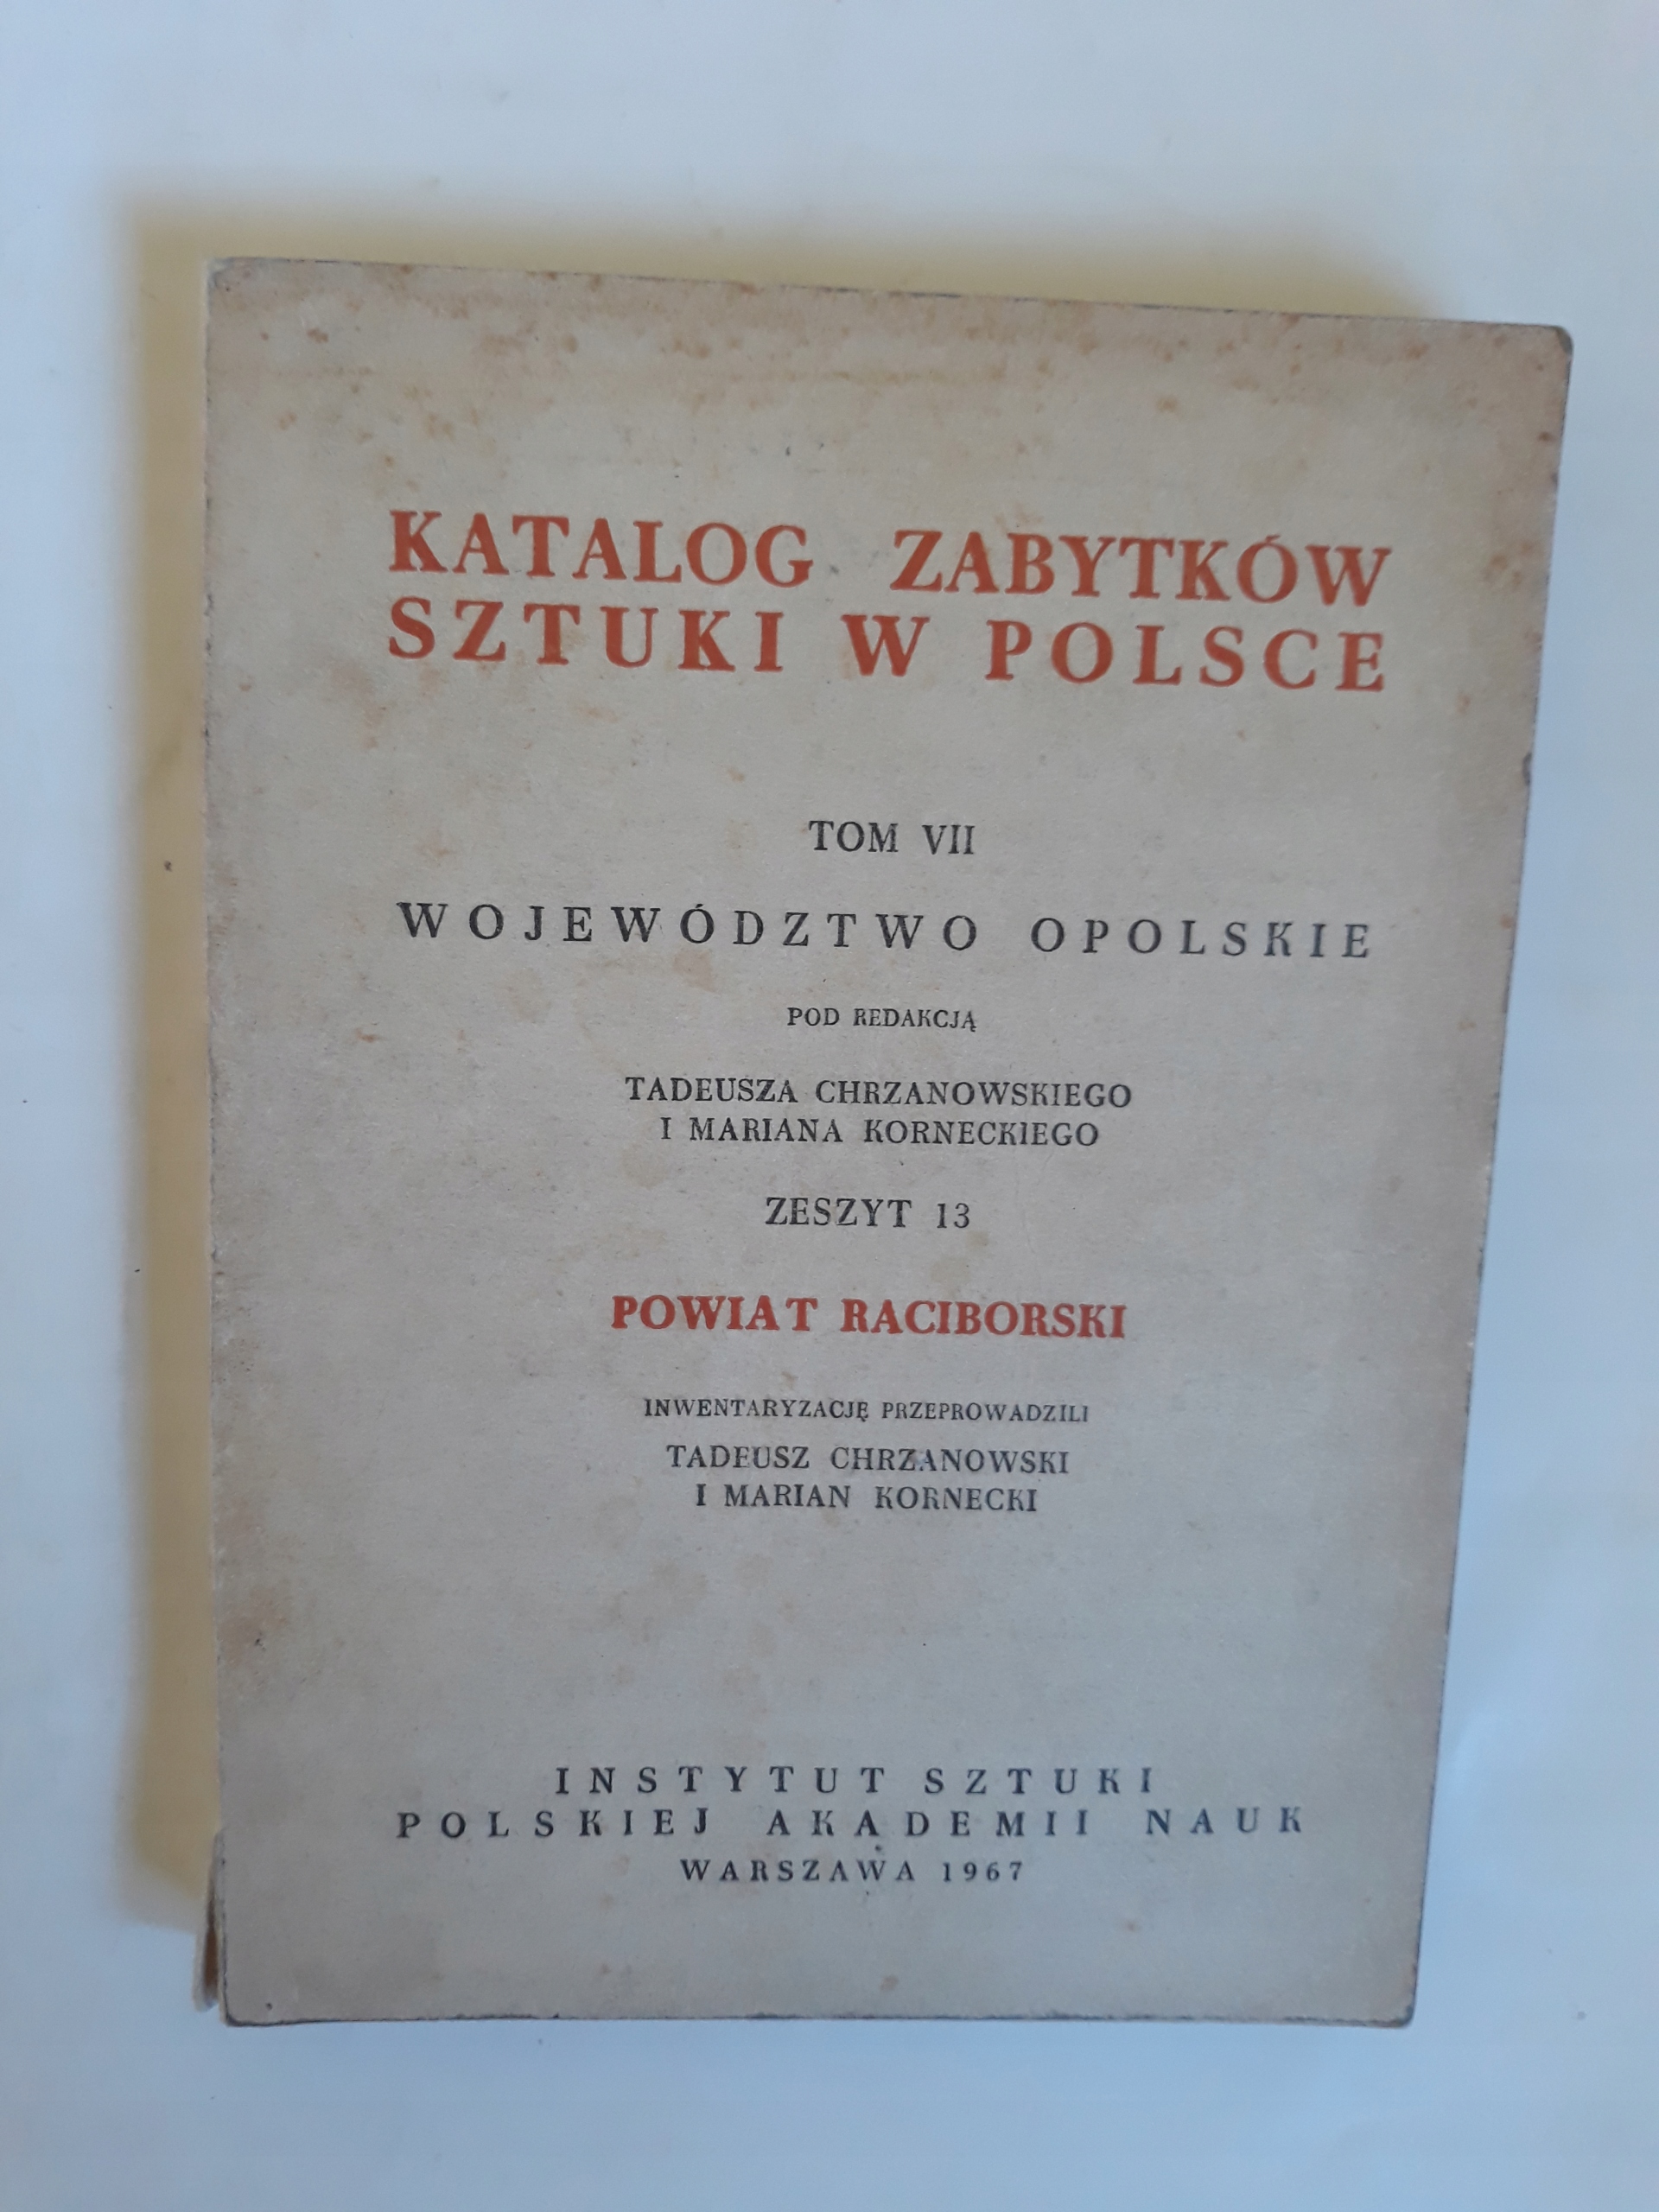 KATALOG ZABYTKÓW
SZTUKI W POLSCE
TOM VII
WOJEWÓDZTWO OPOLSKIE
POD REDAKCJĄ
TADEUSZA CHRZANOWSKIEGO
I MARIANA KORNECKIEGO
ZESZYT 13
POWIAT RACIBORSKI
INWENTARYZACJĘ PRZEPROWADZILI
TADEUSZ CHRZANOWSKI
I MARIAN KORNECKI
INSTYTUT SZTUKI
POLSKIEJ AKADEMII NAUK
WARSZAWA 1967